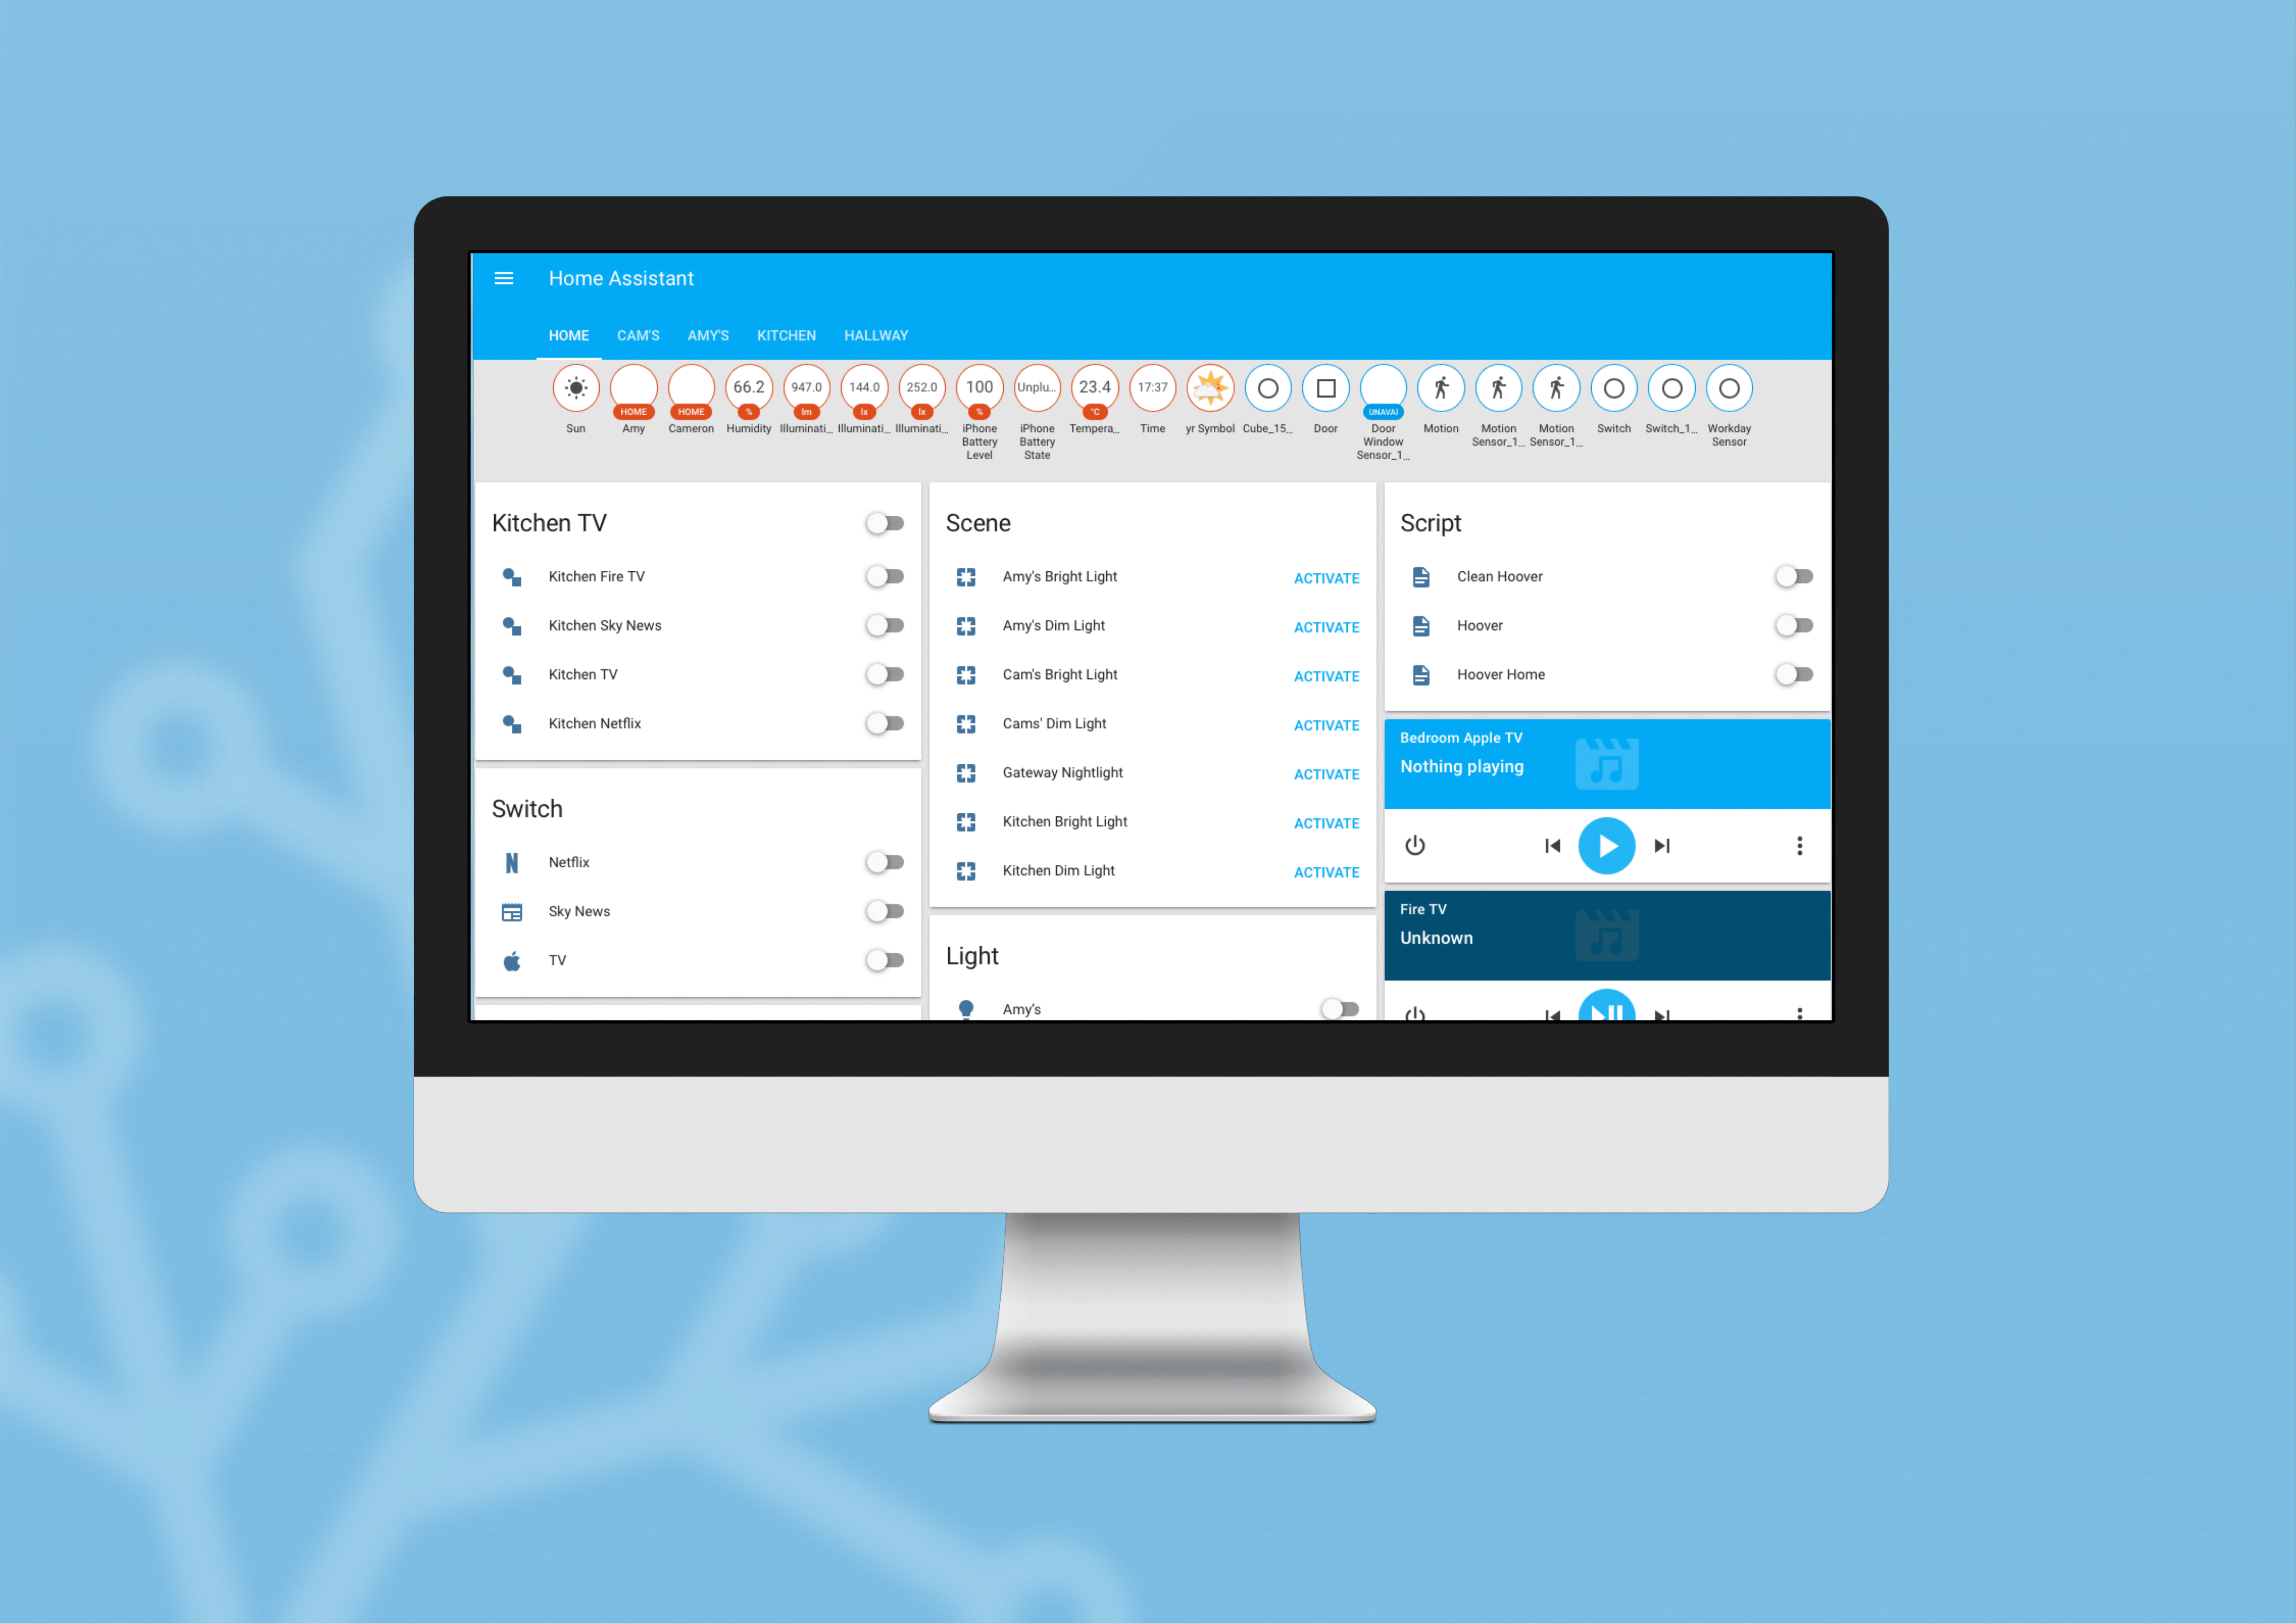 Home Assistant
HOME CAM'S AMY'S KITCHEN HALLWAY
66.2 947.0 144.0 252.0 100 Unplu... 23.4 17:37
HOME HOME % lm lx lx % °C UNAVAI
Sun Amy Cameron Humidity Illuminati... Illuminati... Illuminati... iPhone Battery Level iPhone Battery State Tempera... Time yr Symbol Cube_15... Door Door Window Sensor_1... Motion Motion Sensor_1... Motion Sensor_1... Switch Switch_1... Workday Sensor
Kitchen TV
Kitchen Fire TV
Kitchen Sky News
Kitchen TV
Kitchen Netflix
Switch
N Netflix
Sky News
TV
Scene
Amy's Bright Light ACTIVATE
Amy's Dim Light ACTIVATE
Cam's Bright Light ACTIVATE
Cams' Dim Light ACTIVATE
Gateway Nightlight ACTIVATE
Kitchen Bright Light ACTIVATE
Kitchen Dim Light ACTIVATE
Light
Amy's
Script
Clean Hoover
Hoover
Hoover Home
Bedroom Apple TV
Nothing playing
Fire TV
Unknown